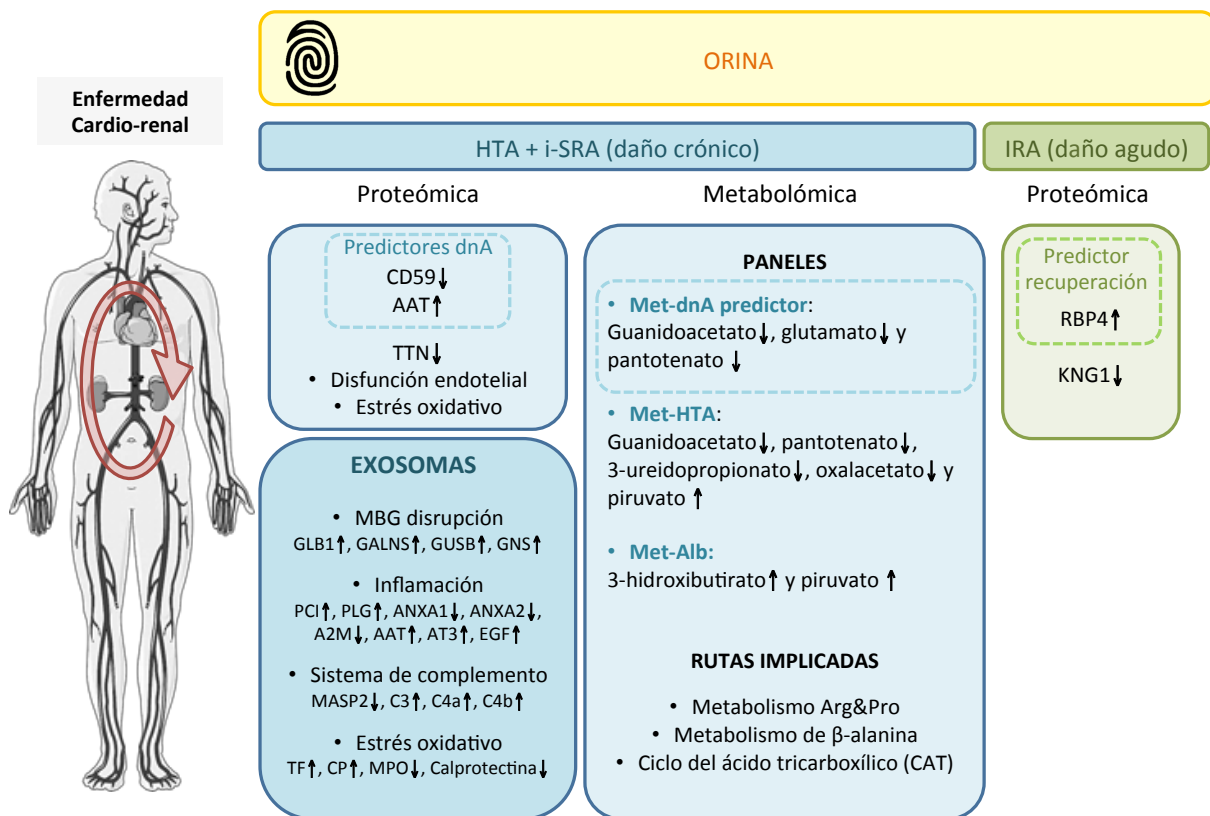 ORINA
Enfermedad
Cardio-renal
HTA + i-SRA (daño crónico)
IRA (daño agudo)
Proteómica
Metabolómica
Proteómica
Predictores dnA
CD59↓
AAT↑
TTN↓
• Disfunción endotelial
• Estrés oxidativo
EXOSOMAS
• MBG disrupción
GLB1↑, GALNS↑, GUSB↑, GNS↑
• Inflamación
PCI↑, PLG↑, ANXA1↓, ANXA2↓,
A2M↓, AAT↑, AT3↑, EGF↑
• Sistema de complemento
MASP2↓, C3↑, C4a↑, C4b↑
• Estrés oxidativo
TF↑, CP↑, MPO↓, Calprotectina↓
PANELES
• Met-dnA predictor:
Guanidoacetato↓, glutamato↓ y
pantotenato ↓
• Met-HTA:
Guanidoacetato↓, pantotenato↓,
3-ureidopropionato↓, oxalacetato↓ y
piruvato ↑
• Met-Alb:
3-hidroxibutirato↑ y piruvato ↑
RUTAS IMPLICADAS
• Metabolismo Arg&Pro
• Metabolismo de β-alanina
• Ciclo del ácido tricarboxílico (CAT)
Predictor
recuperación
RBP4↑
KNG1↓